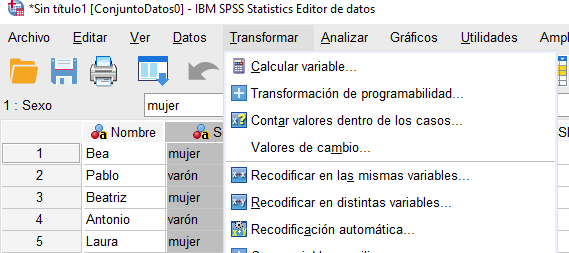 *Sin título1 [ConjuntoDatos0] - IBM SPSS Statistics Editor de datos
Archivo Editar Ver Datos Transformar Analizar Gráficos Utilidades
Calcular variable...
Transformación de programabilidad...
1 : Sexo mujer
Contar valores dentro de los casos...
Nombre
Valores de cambio...
1 Bea mujer
2 Pablo varón
Recodificar en las mismas variables...
3 Beatriz mujer
Recodificar en distintas variables...
4 Antonio varón
Recodificación automática...
5 Laura mujer